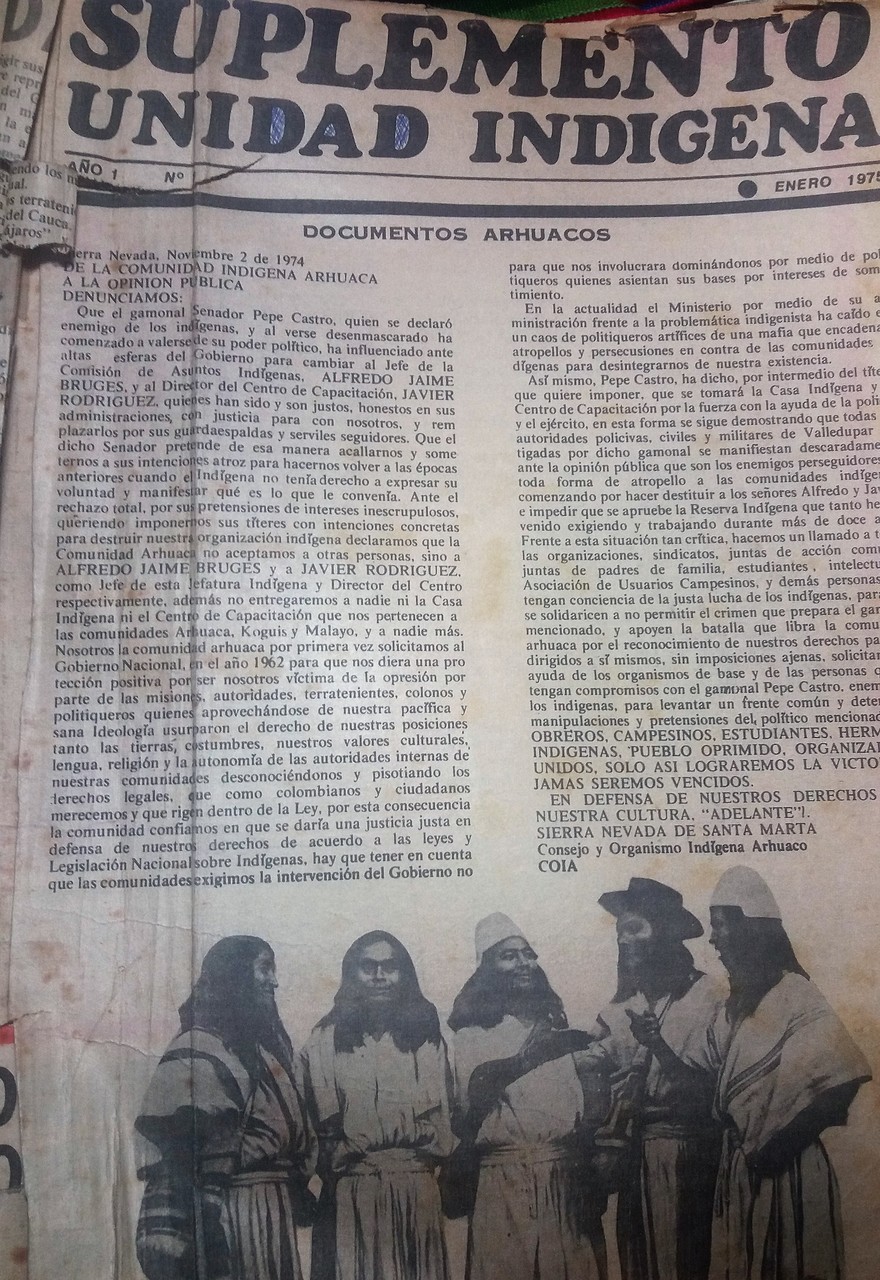 SUPLEMENTO
UNIDAD INDIGENA
AÑO 1 Nº ENERO 1975
DOCUMENTOS ARHUACOS
Sierra Nevada, Noviembre 2 de 1974
DE LA COMUNIDAD INDIGENA ARHUACA
A LA OPINION PUBLICA
DENUNCIAMOS:
Que el gamonal Senador Pepe Castro, quien se declaró
enemigo de los indígenas, y al verse desenmascarado ha
comenzado a valerse de su poder político, ha influenciado ante
altas esferas del Gobierno para cambiar al Jefe de la
Comisión de Asuntos Indígenas, ALFREDO JAIME
BRUGES, y al Director del Centro de Capacitación, JAVIER
RODRIGUEZ, quienes han sido y son justos, honestos en sus
administraciones, con justicia para con nosotros, y rem
plazarlos por sus guardaespaldas y serviles seguidores. Que el
dicho Senador pretende de esa manera acallarnos y some
ternos a sus intenciones atroz para hacernos volver a las épocas
anteriores cuando el Indígena no tenía derecho a expresar su
voluntad y manifestar qué es lo que le convenía. Ante el
rechazo total, por sus pretensiones de intereses inescrupulosos,
queriendo imponernos sus títeres con intenciones concretas
para destruir nuestra organización indígena declaramos que la
Comunidad Arhuaca no aceptamos a otras personas, sino a
ALFREDO JAIME BRUGES y a JAVIER RODRIGUEZ,
como Jefe de esta Jefatura Indígena y Director del Centro
respectivamente, además no entregaremos a nadie ni la Casa
Indígena ni el Centro de Capacitación que nos pertenecen a
las comunidades Arhuaca, Koguis y Malayo, y a nadie más.
Nosotros la comunidad arhuaca por primera vez solicitamos al
Gobierno Nacional, en el año 1962 para que nos diera una pro
tección positiva por ser nosotros víctima de la opresión por
parte de las misiones, autoridades, terratenientes, colonos y
politiqueros quienes aprovechándose de nuestra pacífica y
sana Ideología usurparon el derecho de nuestras posiciones
tanto las tierras, costumbres, nuestros valores culturales,
lengua, religión y la autonomía de las autoridades internas de
nuestras comunidades desconociéndonos y pisotiando los
derechos legales, que como colombianos y ciudadanos
merecemos y que rigen dentro de la Ley, por esta consecuencia
la comunidad confiamos en que se daría una justicia justa en
defensa de nuestros derechos de acuerdo a las leyes y
Legislación Nacional sobre Indígenas, hay que tener en cuenta
que las comunidades exigimos la intervención del Gobierno no
para que nos involucrara dominándonos por medio de pol
tiqueros quienes asientan sus bases por intereses de som
timiento.
En la actualidad el Ministerio por medio de su a
ministración frente a la problemática indigenista ha caído e
un caos de politiqueros artífices de una mafia que encadena
atropellos y persecusiones en contra de las comunidades
dígenas para desintegrarnos de nuestra existencia.
Así mismo, Pepe Castro, ha dicho, por intermedio del títe
que quiere imponer, que se tomará la Casa Indígena y
Centro de Capacitación por la fuerza con la ayuda de la poli
y el ejército, en esta forma se sigue demostrando que todas
autoridades policivas, civiles y militares de Valledupar
tigadas por dicho gamonal se manifiestan descaradame
ante la opinión pública que son los enemigos perseguidores
toda forma de atropello a las comunidades indíge
comenzando por hacer destituir a los señores Alfredo y Jav
e impedir que se apruebe la Reserva Indígena que tanto he
venido exigiendo y trabajando durante más de doce a
Frente a esta situación tan crítica, hacemos un llamado a t
las organizaciones, sindicatos, juntas de acción com
juntas de padres de familia, estudiantes, intelectu
Asociación de Usuarios Campesinos, y demás personas
tengan conciencia de la justa lucha de los indígenas, para
se solidaricen a no permitir el crimen que prepara el gam
mencionado, y apoyen la batalla que libra la comu
arhuaca por el reconocimiento de nuestros derechos pa
dirigidos a sí mismos, sin imposiciones ajenas, solicitar
ayuda de los organismos de base y de las personas q
tengan compromisos con el gamonal Pepe Castro. enem
los indigenas, para levantar un frente común y dete
manipulaciones y pretensiones del político mencionad
OBREROS, CAMPESINOS, ESTUDIANTES, HERM
INDIGENAS, PUEBLO OPRIMIDO, ORGANIZA
UNIDOS, SOLO ASI LOGRAREMOS LA VICTO
JAMAS SEREMOS VENCIDOS.
EN DEFENSA DE NUESTROS DERECHOS
NUESTRA CULTURA, "ADELANTE"!.
SIERRA NEVADA DE SANTA MARTA
Consejo y Organismo Indígena Arhuaco
COIA